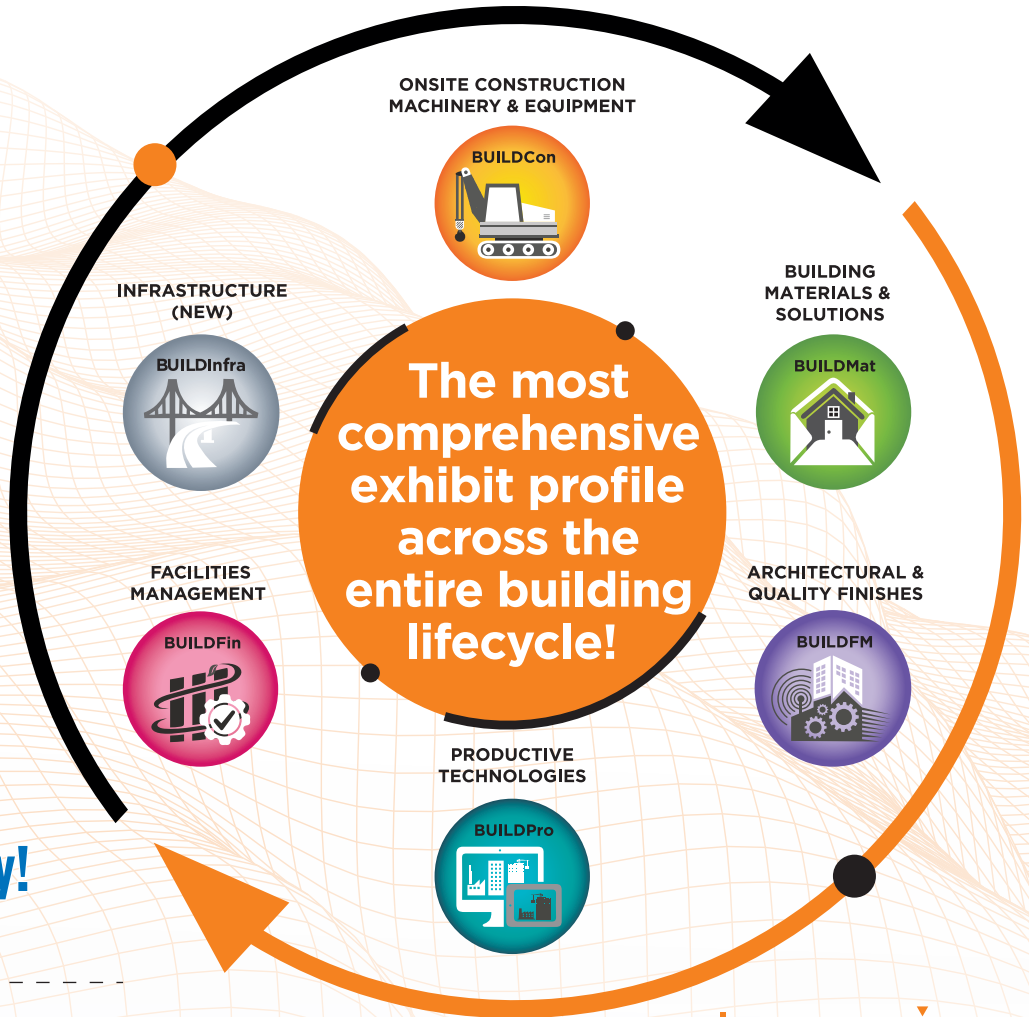 ONSITE CONSTRUCTION
MACHINERY & EQUIPMENT
BUILDCon
BUILDING
MATERIALS &
SOLUTIONS
BUILDMat
INFRASTRUCTURE
(NEW)
BUILDInfra
The most
comprehensive
exhibit profile
across the
entire building
lifecycle!
FACILITIES
MANAGEMENT
BUILDFin
ARCHITECTURAL &
QUALITY FINISHES
BUILDFM
PRODUCTIVE
TECHNOLOGIES
BUILDPro